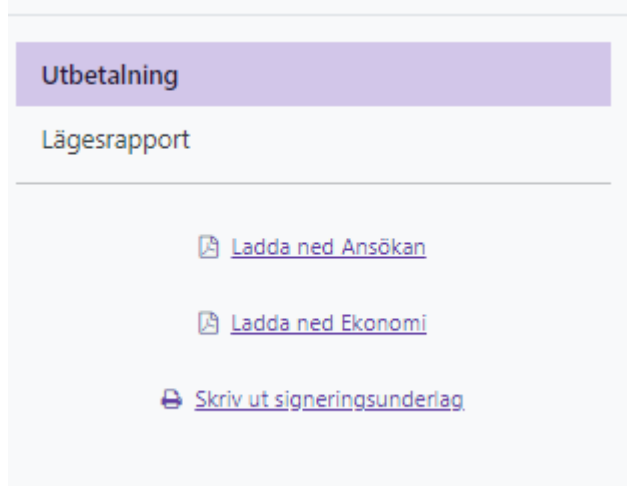 Utbetalning
Lägesrapport
Ladda ned Ansökan
Ladda ned Ekonomi
Skriv ut signeringsunderlag